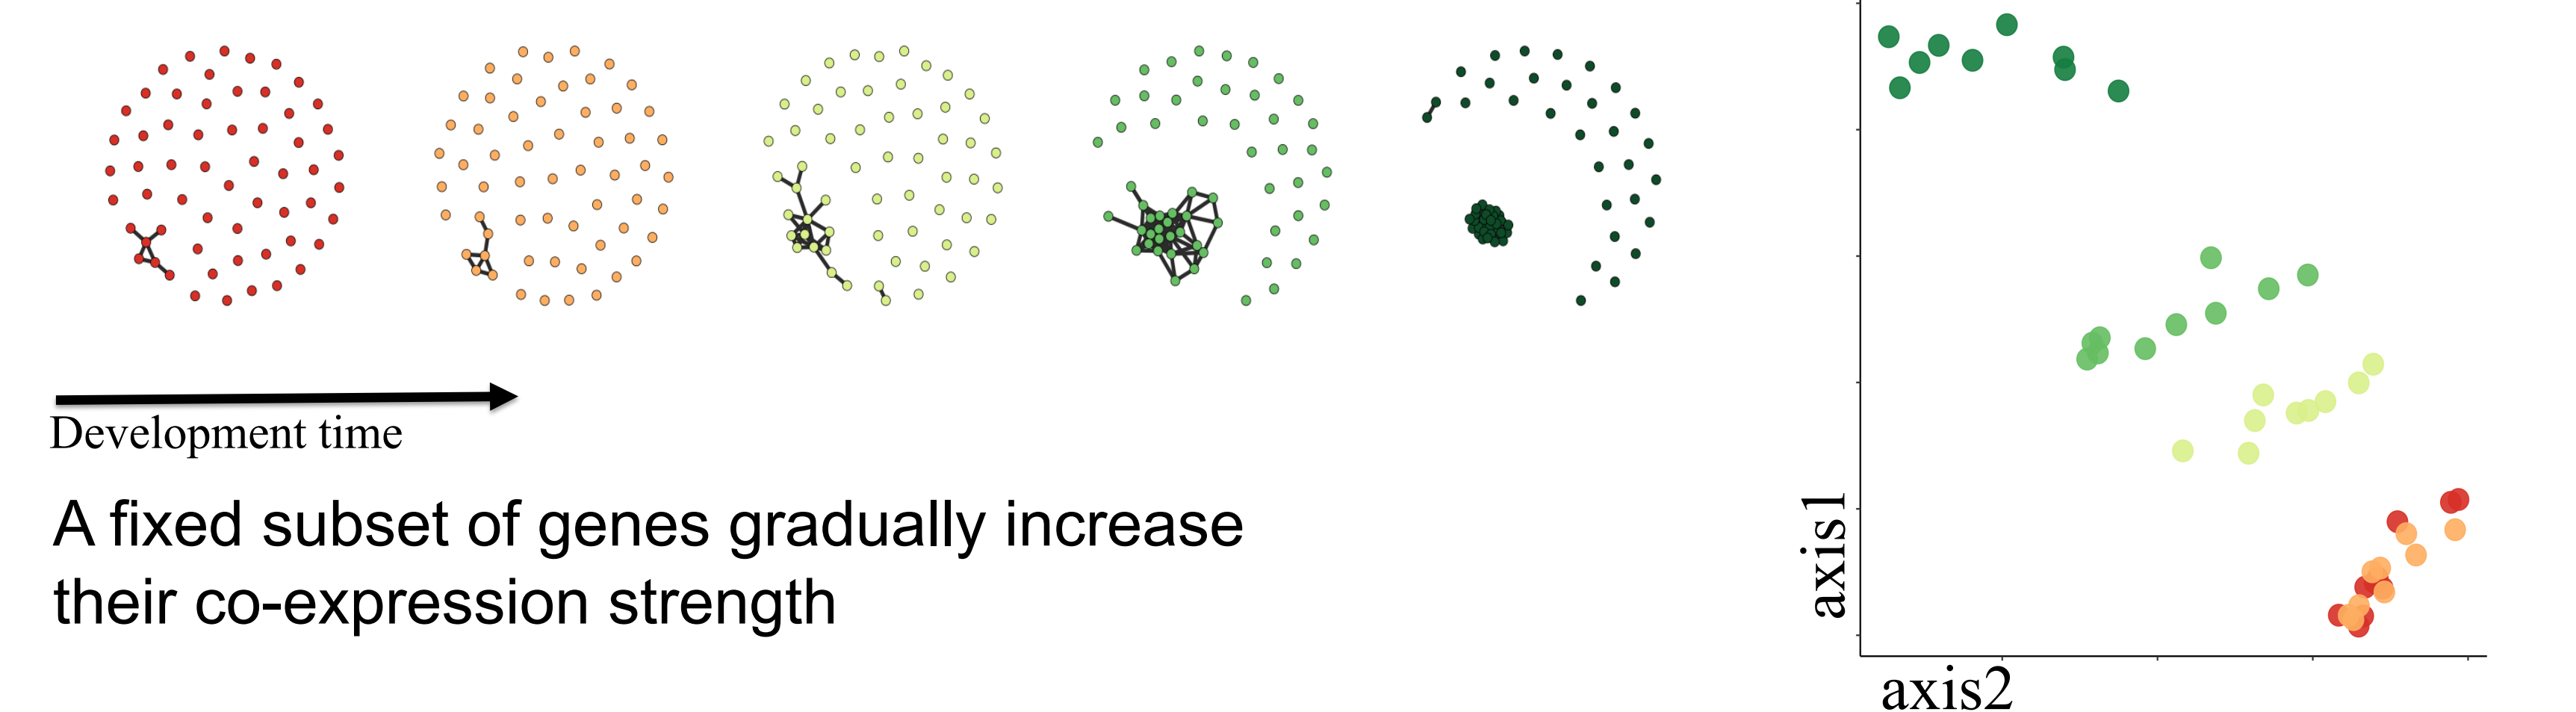 Development time
A fixed subset of genes gradually increase
their co-expression strength
axis1
axis2